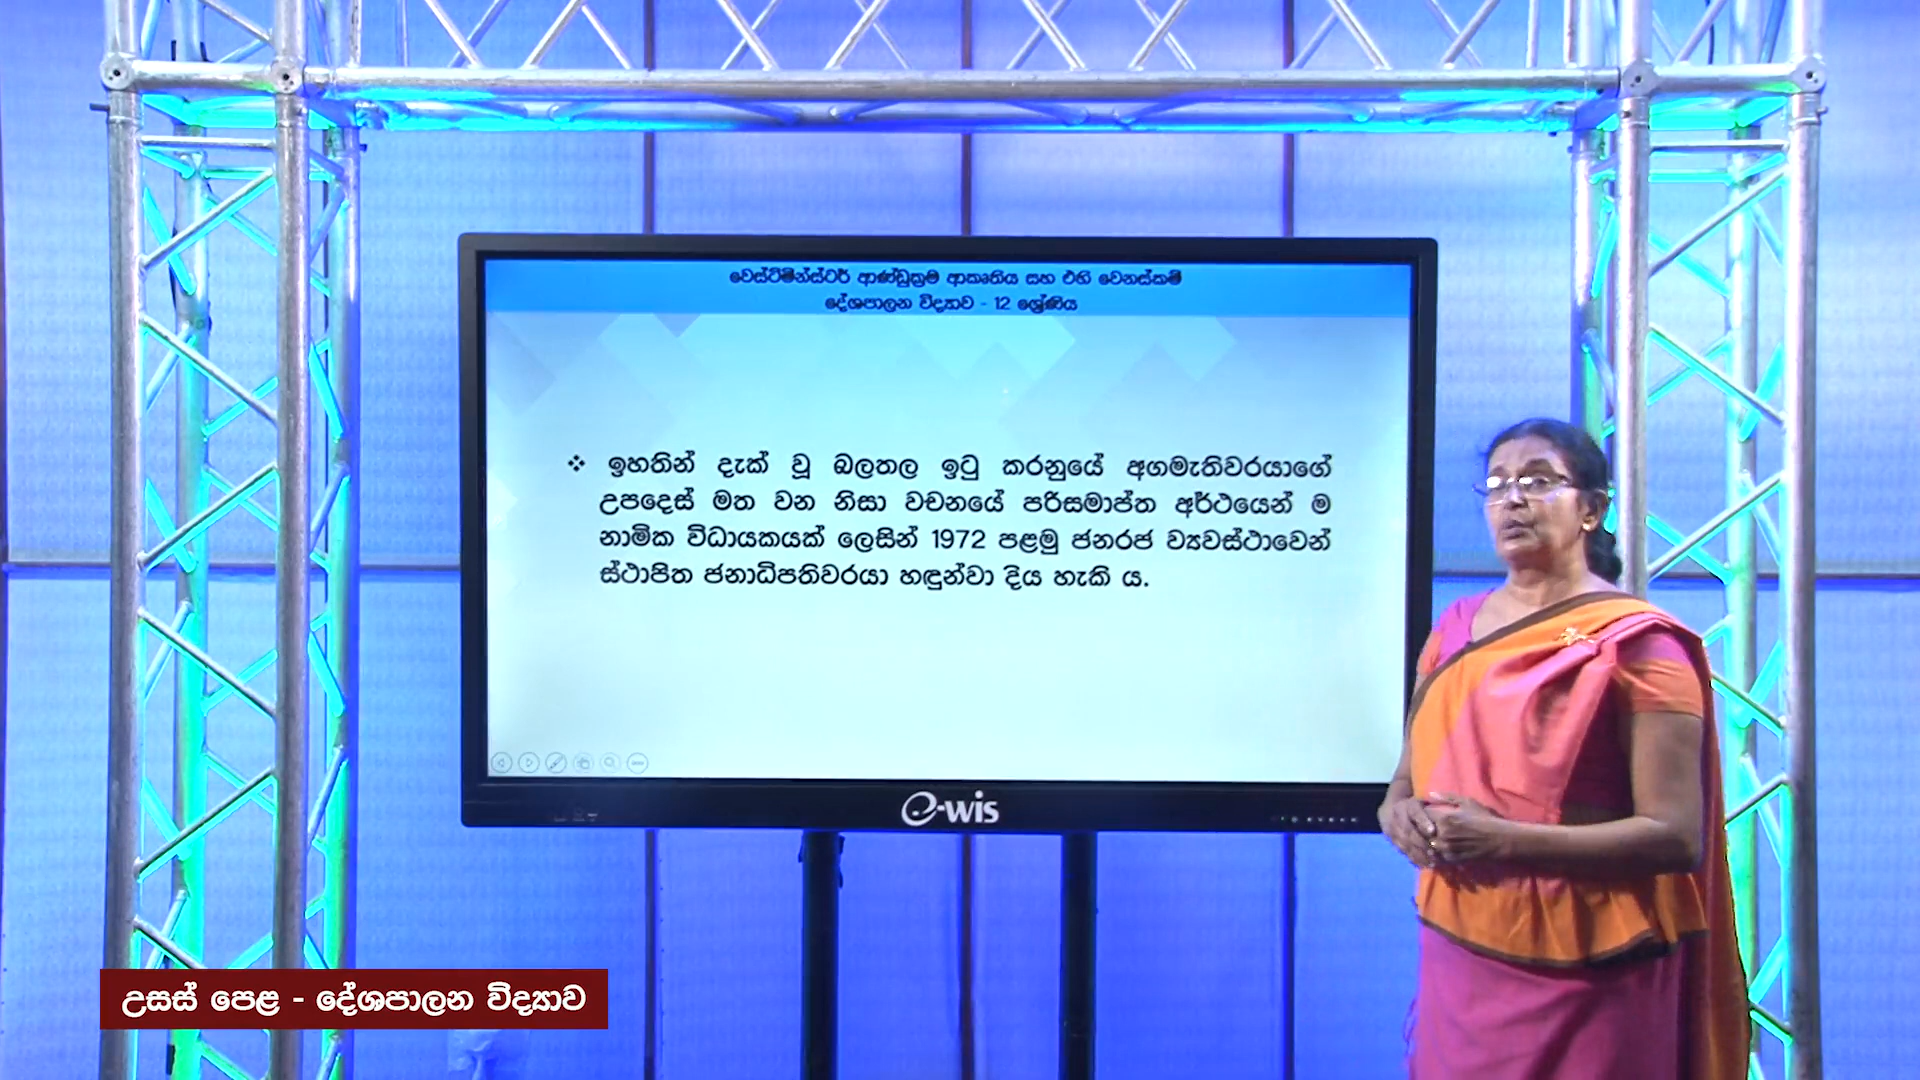 වෙස්ට්මින්ස්ටර් ආණ්ඩුක්‍රම ආකෘතිය සහ එහි වෙනස්කම්
දේශපාලන විද්‍යාව - 12 ශ්‍රේණිය
❖ ඉහතින් දැක් වූ බලතල ඉටු කරනුයේ අගමැතිවරයාගේ
උපදෙස් මත වන නිසා වචනයේ පරිසමාප්ත අර්ථයෙන් ම
නාමික විධායකයක් ලෙසින් 1972 පළමු ජනරජ ව්‍යවස්ථාවෙන්
ස්ථාපිත ජනාධිපතිවරයා හඳුන්වා දිය හැකි ය.
e-wis
උසස් පෙළ - දේශපාලන විද්‍යාව